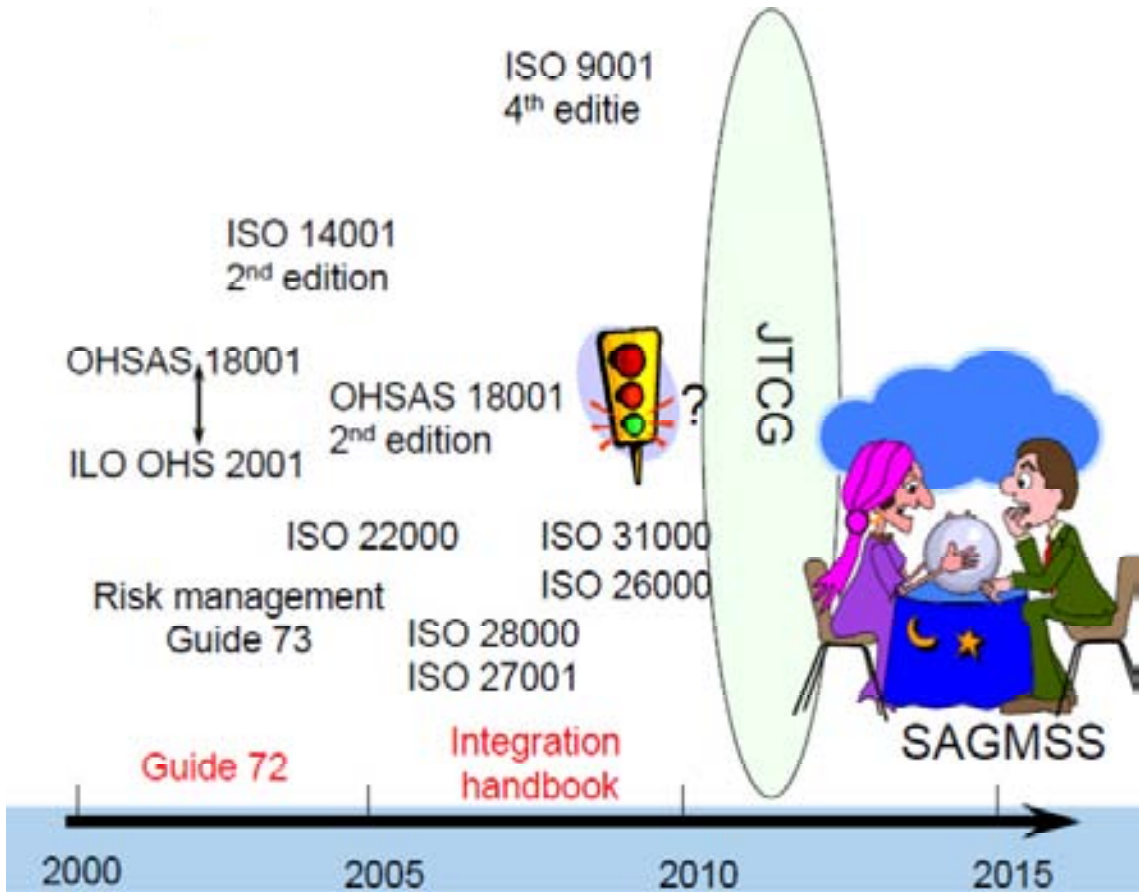 ISO 9001
4th editie
ISO 14001
2nd edition
OHSAS 18001
ILO OHS 2001
OHSAS 18001
2nd edition
?
JTCG
ISO 22000
ISO 31000
ISO 26000
Risk management
Guide 73
ISO 28000
ISO 27001
SAGMSS
Guide 72
Integration
handbook
2000
2005
2010
2015